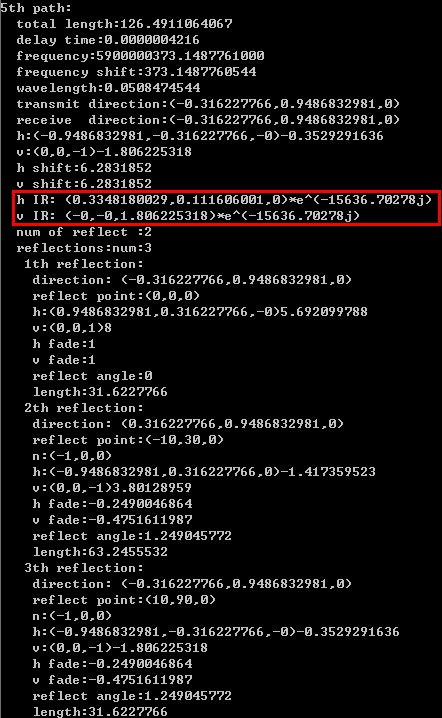 5th path:
total length:126.4911064067
delay time:0.0000004216
frequency:5900000373.1487761000
frequency shift:373.1487760544
wavelength:0.0508474544
transmit direction:(-0.316227766,0.9486832981,0)
receive  direction:(-0.316227766,0.9486832981,0)
h:(-0.9486832981,-0.316227766,-0)-0.3529291636
v:(0,0,-1)-1.806225318
h shift:6.2831852
v shift:6.2831852
h IR: (0.3348180029,0.111606001,0)*e^(-15636.70278j)
v IR: (-0,-0,1.806225318)*e^(-15636.70278j)
num of reflect :2
reflections:num:3
1th reflection:
direction: (-0.316227766,0.9486832981,0)
reflect point:(0,0,0)
h:(0.9486832981,0.316227766,-0)5.692099788
v:(0,0,1)8
h fade:1
v fade:1
reflect angle:0
length:31.6227766
2th reflection:
direction: (0.316227766,0.9486832981,0)
reflect point:(-10,30,0)
n:(-1,0,0)
h:(-0.9486832981,0.316227766,0)-1.417359523
v:(0,0,-1)3.80128959
h fade:-0.2490046864
v fade:-0.4751611987
reflect angle:1.249045772
length:63.2455532
3th reflection:
direction: (-0.316227766,0.9486832981,0)
reflect point:(10,90,0)
n:(-1,0,0)
h:(-0.9486832981,-0.316227766,-0)-0.3529291636
v:(0,0,-1)-1.806225318
h fade:-0.2490046864
v fade:-0.4751611987
reflect angle:1.249045772
length:31.6227766